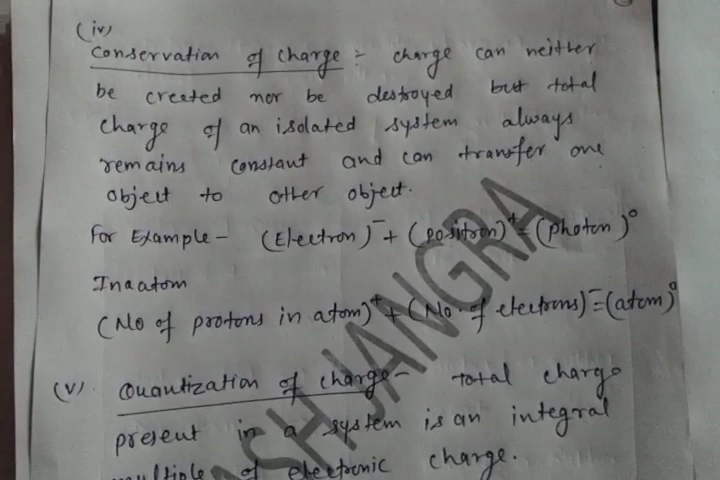 (iv)
Conservation of charge :- charge can neither
be created nor be destroyed but total
charge of an isolated system always
remains constant and can transfer one
object to other object.
For Example - (Electron)⁻ + (positron)⁺ = (photon)⁰
In a atom
(No of protons in atom)⁺ + (No. of electrons)⁻ = (atom)⁰
(v). Quantization of charge - total charge
present in a system is an integral
multiple of electronic charge.
ASH JANGRA